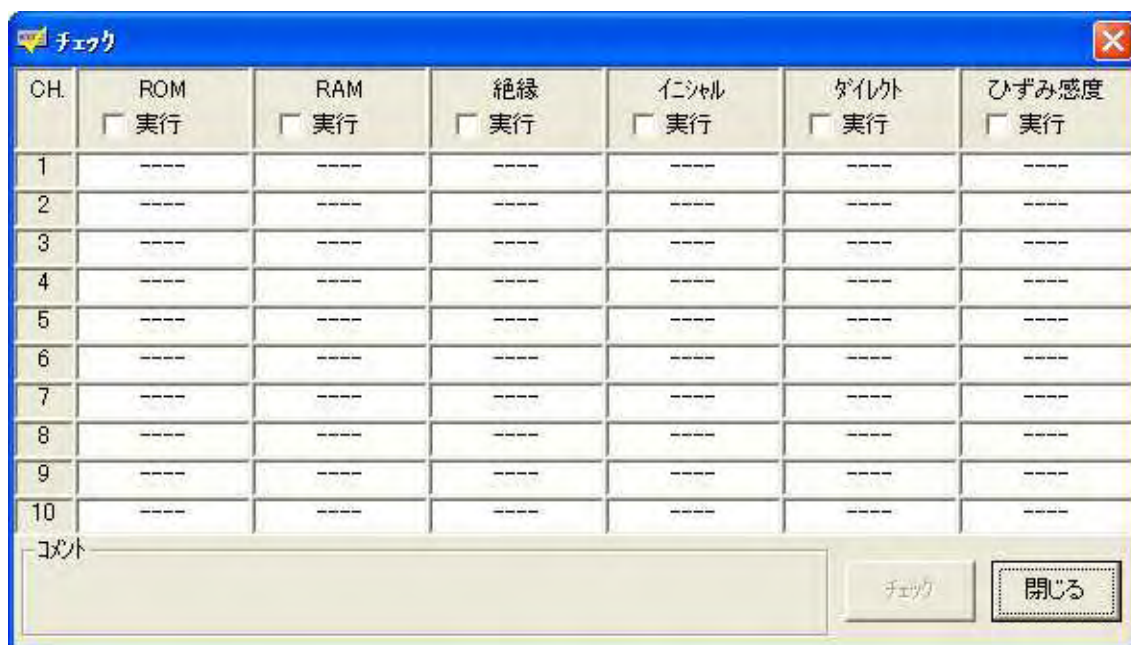 チェック
CH. ROM RAM 絶縁 イニシャル ダイレクト ひずみ感度
実行 実行 実行 実行 実行 実行
1 ---- ---- ---- ---- ---- ----
2 ---- ---- ---- ---- ---- ----
3 ---- ---- ---- ---- ---- ----
4 ---- ---- ---- ---- ---- ----
5 ---- ---- ---- ---- ---- ----
6 ---- ---- ---- ---- ---- ----
7 ---- ---- ---- ---- ---- ----
8 ---- ---- ---- ---- ---- ----
9 ---- ---- ---- ---- ---- ----
10 ---- ---- ---- ---- ---- ----
コメント
チェック 閉じる